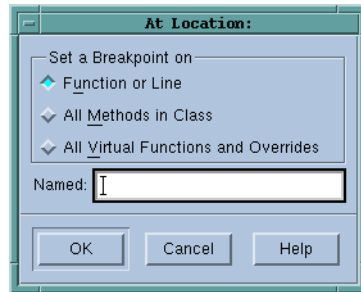 At Location:
Set a Breakpoint on
Function or Line
All Methods in Class
All Virtual Functions and Overrides
Named:
OK Cancel Help